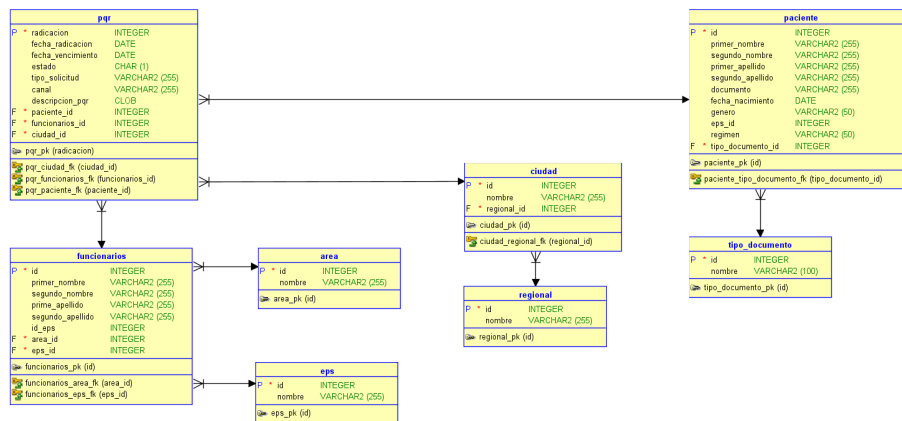 pqr
P * radicacion INTEGER
fecha_radicacion DATE
fecha_vencimiento DATE
estado CHAR (1)
tipo_solicitud VARCHAR2 (255)
canal VARCHAR2 (255)
descripcion_pqr CLOB
F * paciente_id INTEGER
F * funcionarios_id INTEGER
F * ciudad_id INTEGER
pqr_pk (radicacion)
pqr_ciudad_fk (ciudad_id)
pqr_funcionarios_fk (funcionarios_id)
pqr_paciente_fk (paciente_id)
paciente
P * id INTEGER
primer_nombre VARCHAR2 (255)
segundo_nombre VARCHAR2 (255)
primer_apellido VARCHAR2 (255)
segundo_apellido VARCHAR2 (255)
documento VARCHAR2 (255)
fecha_nacimiento DATE
genero VARCHAR2 (50)
eps_id INTEGER
regimen VARCHAR2 (50)
F * tipo_documento_id INTEGER
paciente_pk (id)
paciente_tipo_documento_fk (tipo_documento_id)
ciudad
P * id INTEGER
nombre VARCHAR2 (255)
F * regional_id INTEGER
ciudad_pk (id)
ciudad_regional_fk (regional_id)
funcionarios
P * id INTEGER
primer_nombre VARCHAR2 (255)
segundo_nombre VARCHAR2 (255)
prime_apellido VARCHAR2 (255)
segundo_apellido VARCHAR2 (255)
id_eps INTEGER
F * area_id INTEGER
F * eps_id INTEGER
funcionarios_pk (id)
funcionarios_area_fk (area_id)
funcionarios_eps_fk (eps_id)
area
P * id INTEGER
nombre VARCHAR2 (255)
area_pk (id)
regional
P * id INTEGER
nombre VARCHAR2 (255)
regional_pk (id)
tipo_documento
P * id INTEGER
nombre VARCHAR2 (100)
tipo_documento_pk (id)
eps
P * id INTEGER
nombre VARCHAR2 (255)
eps_pk (id)